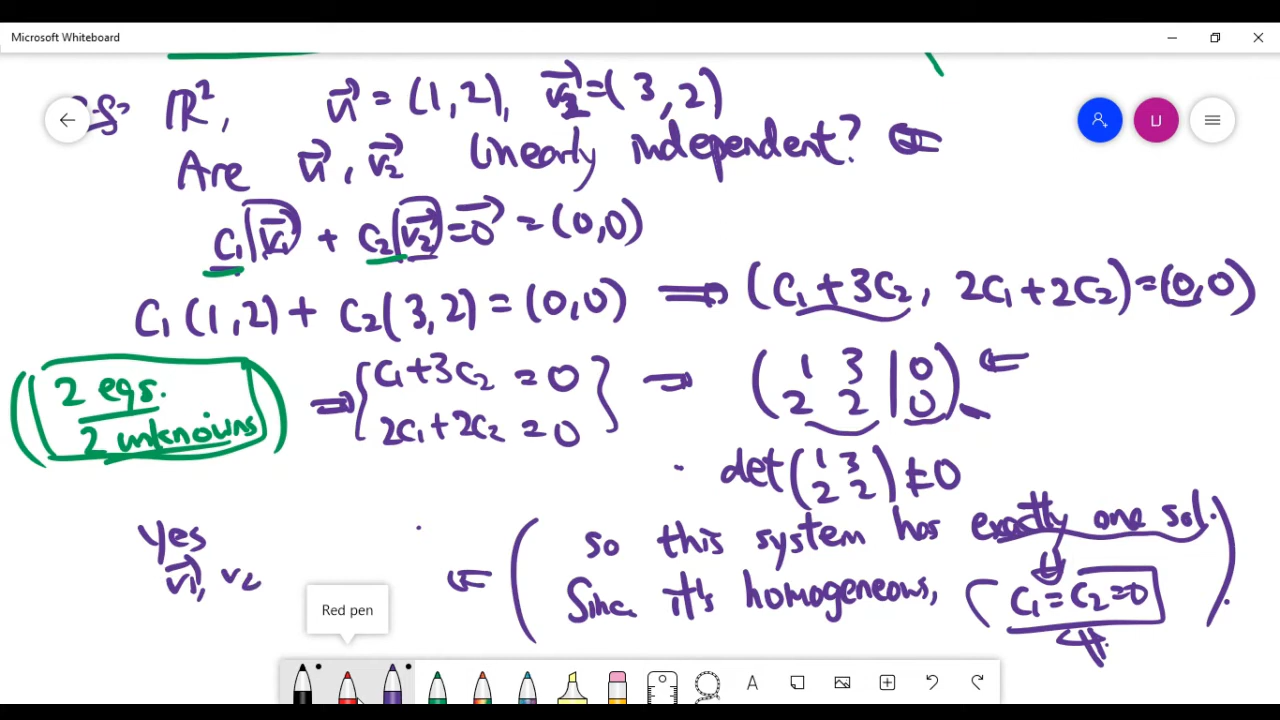 Microsoft Whiteboard
ℝ², v⃗₁ = (1,2), v⃗₂ = (3,2)
Are v⃗₁, v⃗₂ linearly independent? ⇐
c₁ v⃗₁ + c₂ v⃗₂ = 0⃗ = (0,0)
c₁(1,2) + c₂(3,2) = (0,0) ⇒ (c₁+3c₂, 2c₁+2c₂) = (0,0)
((2 eqs. 2 unknowns)) ⇒ { c₁+3c₂ = 0
2c₁+2c₂ = 0 } ⇒ ( 1 3 | 0
2 2 | 0 ) ⇐
det ( 1 3
2 2 ) ≠ 0
( so this system has exactly one sol.
Since it's homogeneous, ( c₁ = c₂ = 0 )
⇐
Yes
v⃗₁, v₂
Red pen
LJ
A